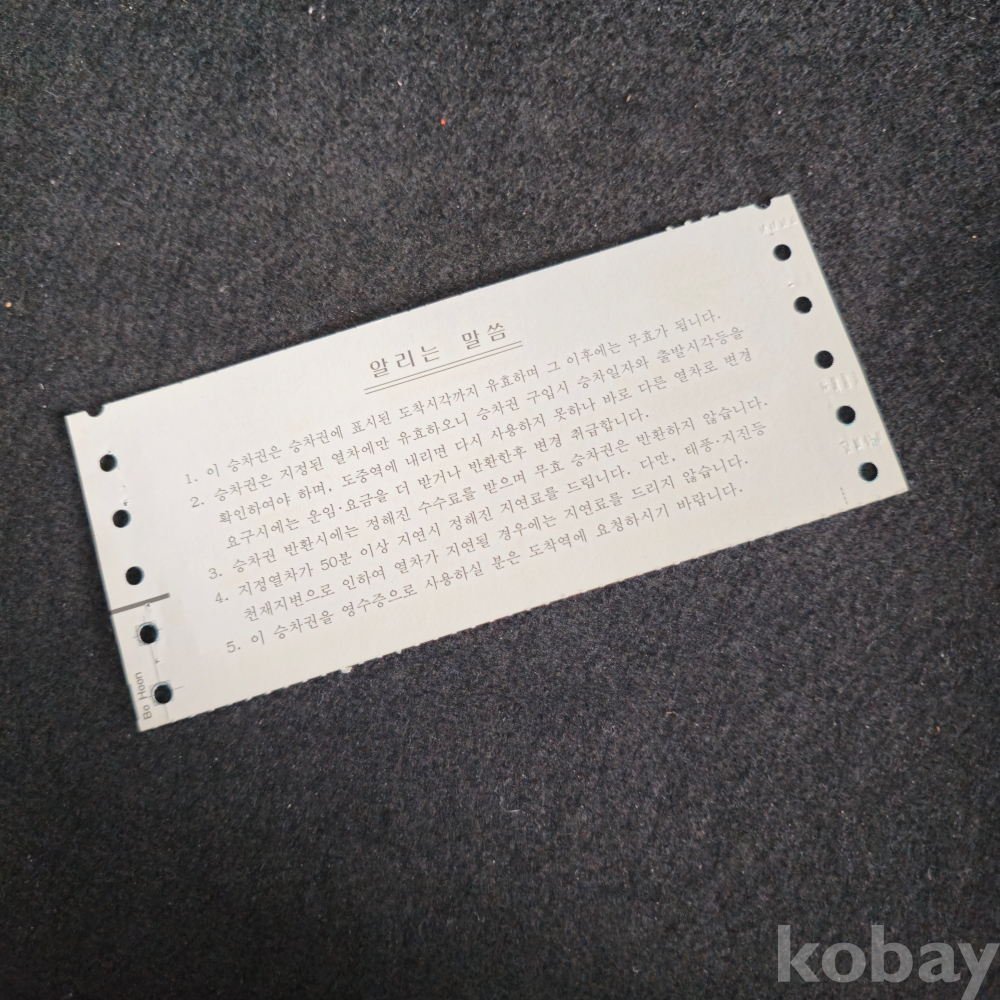 알리는 말씀
1. 이 승차권은 승차권에 표시된 도착시각까지 유효하며 그 이후에는 무효가 됩니다.
2. 승차권은 지정된 열차에만 유효하오니 승차권 구입시 승차일자와 출발시각등을
확인하여야 하며, 도중역에 내리면 다시 사용하지 못하나 바로 다른 열차로 변경
요구시에는 운임·요금을 더 받거나 반환한후 변경 취급합니다.
3. 승차권 반환시에는 정해진 수수료를 받으며 무효 승차권은 반환하지 않습니다.
4. 지정열차가 50분 이상 지연시 정해진 지연료를 드립니다. 다만, 태풍·지진등
천재지변으로 인하여 열차가 지연될 경우에는 지연료를 드리지 않습니다.
5. 이 승차권을 영수증으로 사용하실 분은 도착역에 요청하시기 바랍니다.
Bo Hoon
kobay